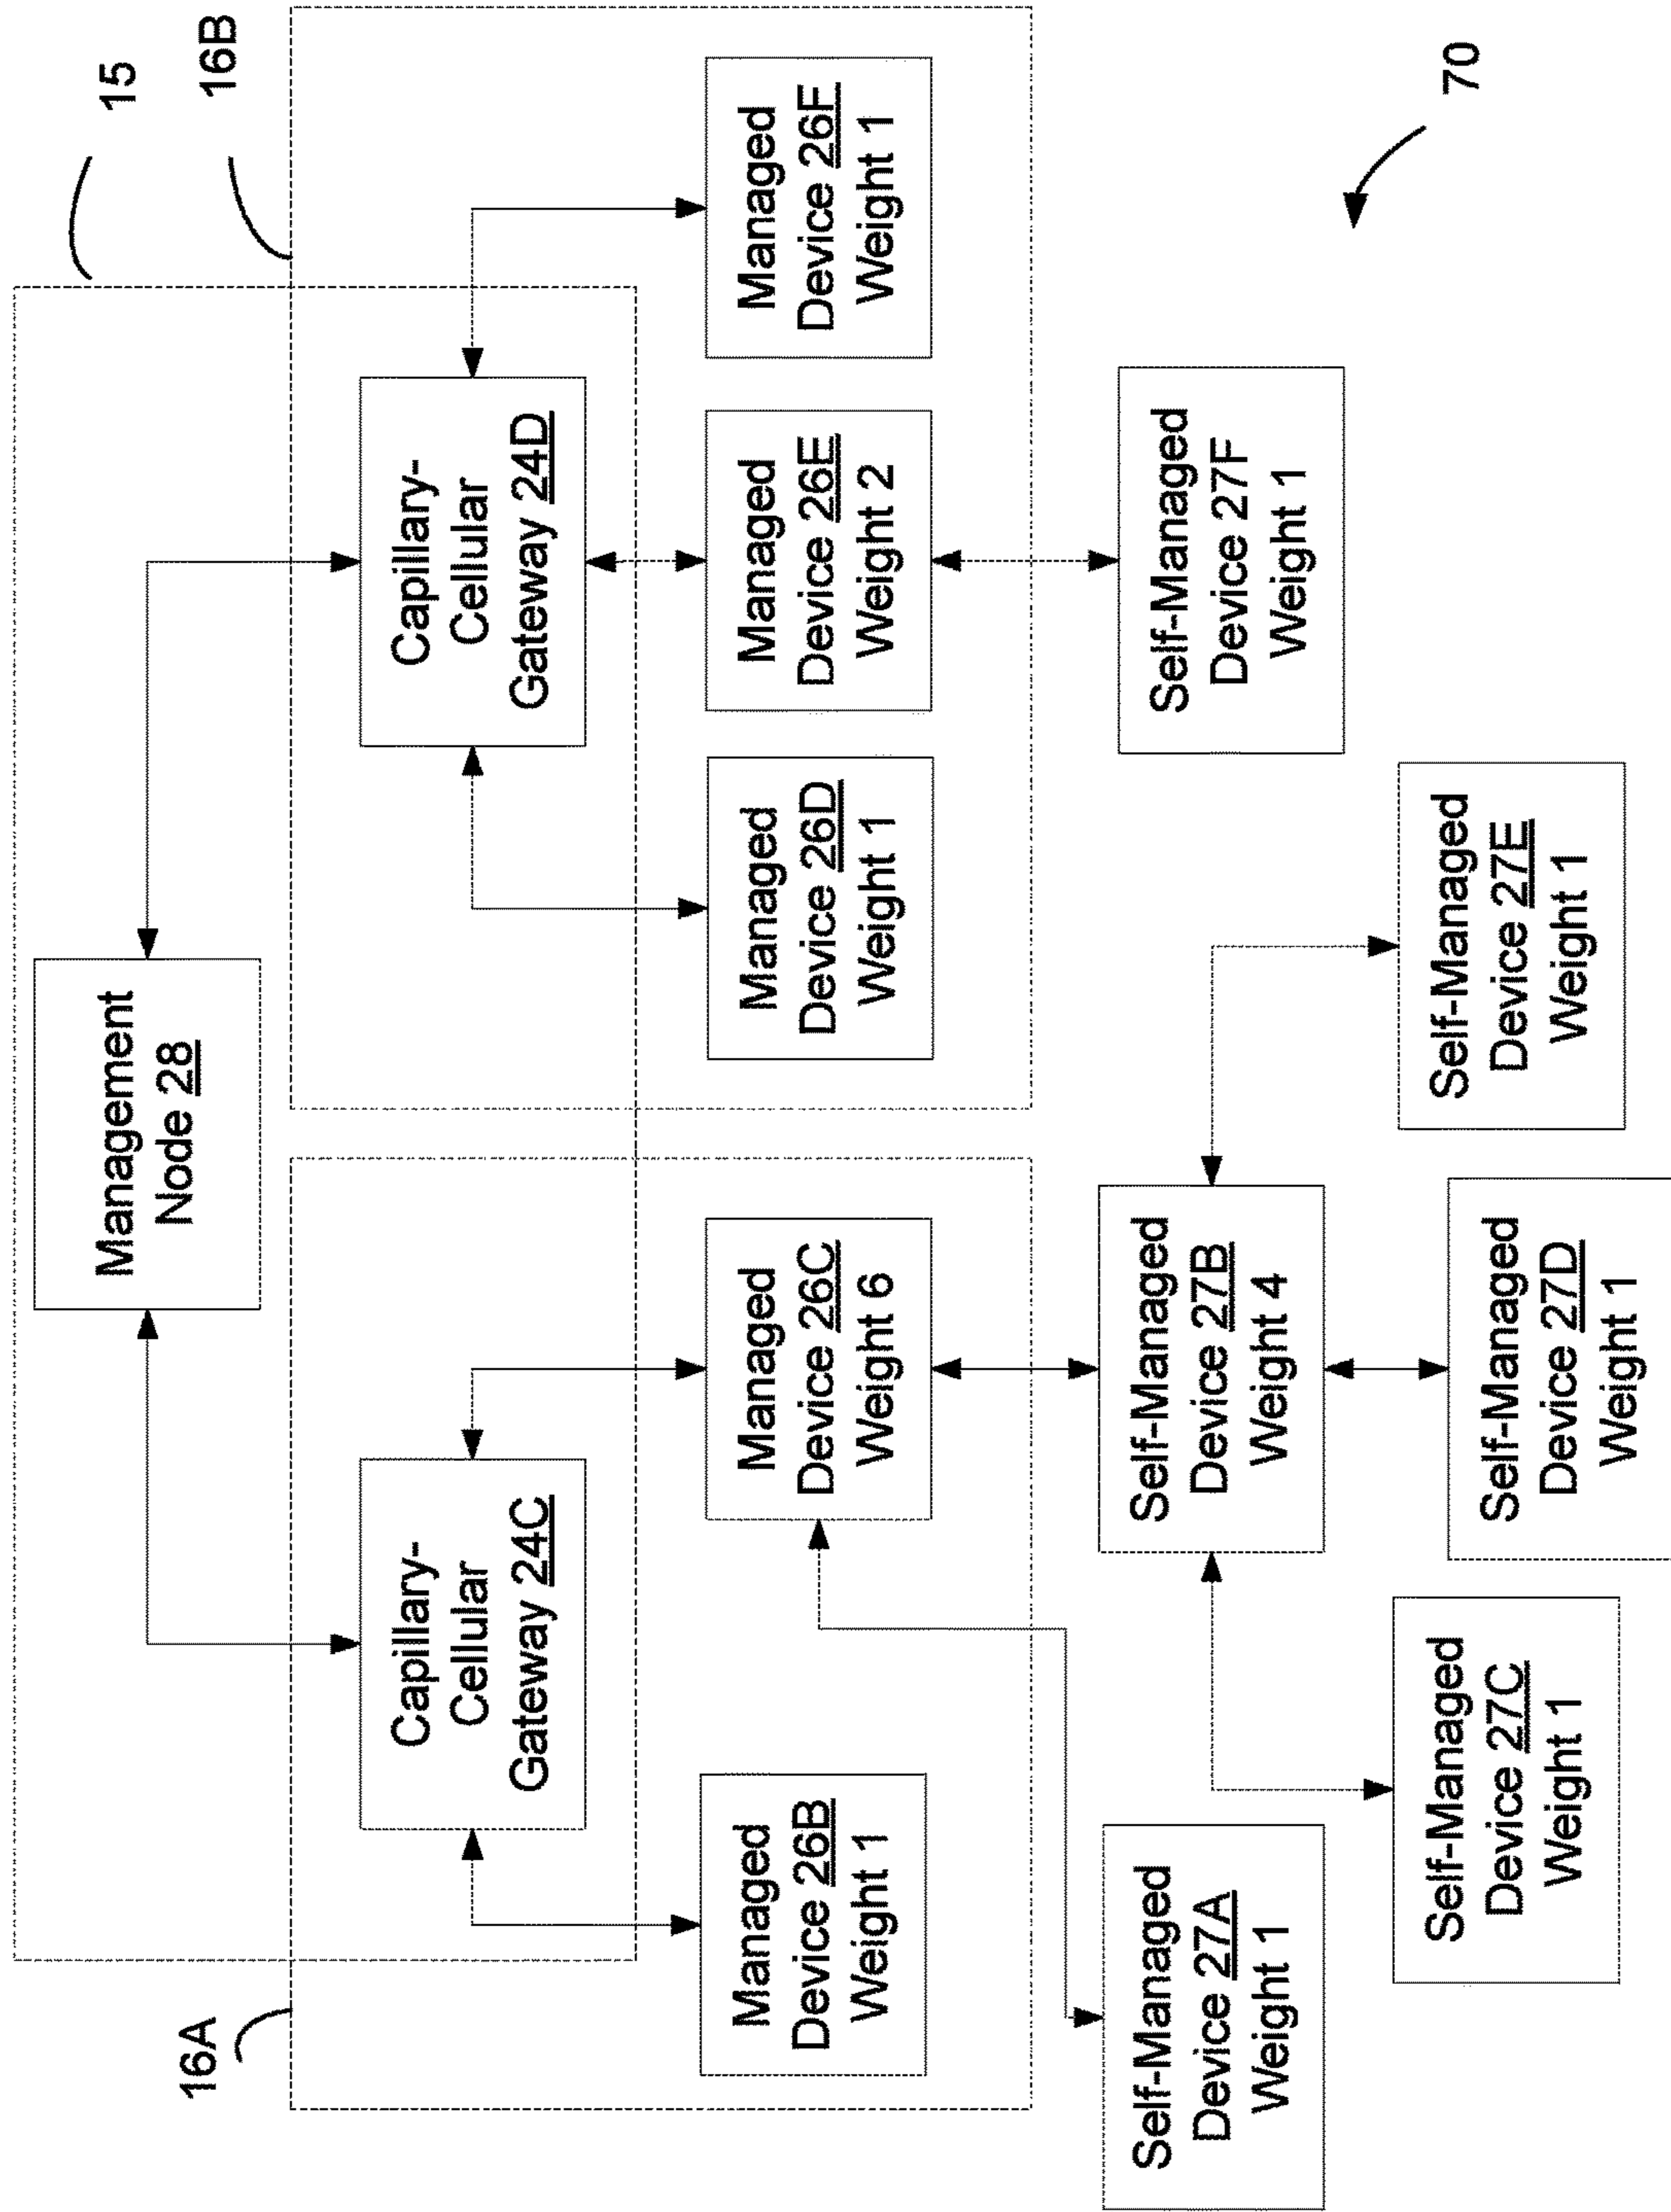 15
16B
16A
Management
Node 28
Capillary-
Cellular
Gateway 24C
Capillary-
Cellular
Gateway 24D
Managed
Device 26B
Weight 1
Managed
Device 26C
Weight 6
Managed
Device 26D
Weight 1
Managed
Device 26E
Weight 2
Managed
Device 26F
Weight 1
Self-Managed
Device 27A
Weight 1
Self-Managed
Device 27B
Weight 4
Self-Managed
Device 27F
Weight 1
Self-Managed
Device 27C
Weight 1
Self-Managed
Device 27D
Weight 1
Self-Managed
Device 27E
Weight 1
70